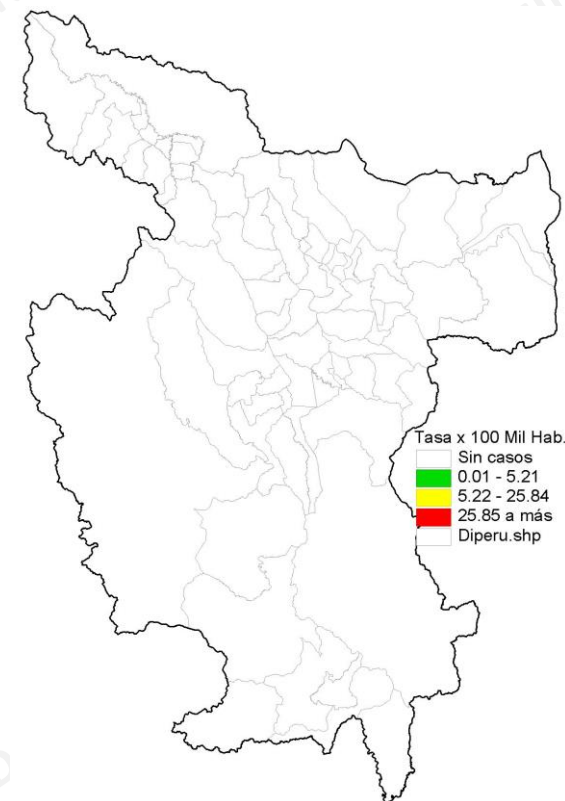 Tasa x 100 Mil Hab.
Sin casos
0.01 - 5.21
5.22 - 25.84
25.85 a más
Diperu.shp